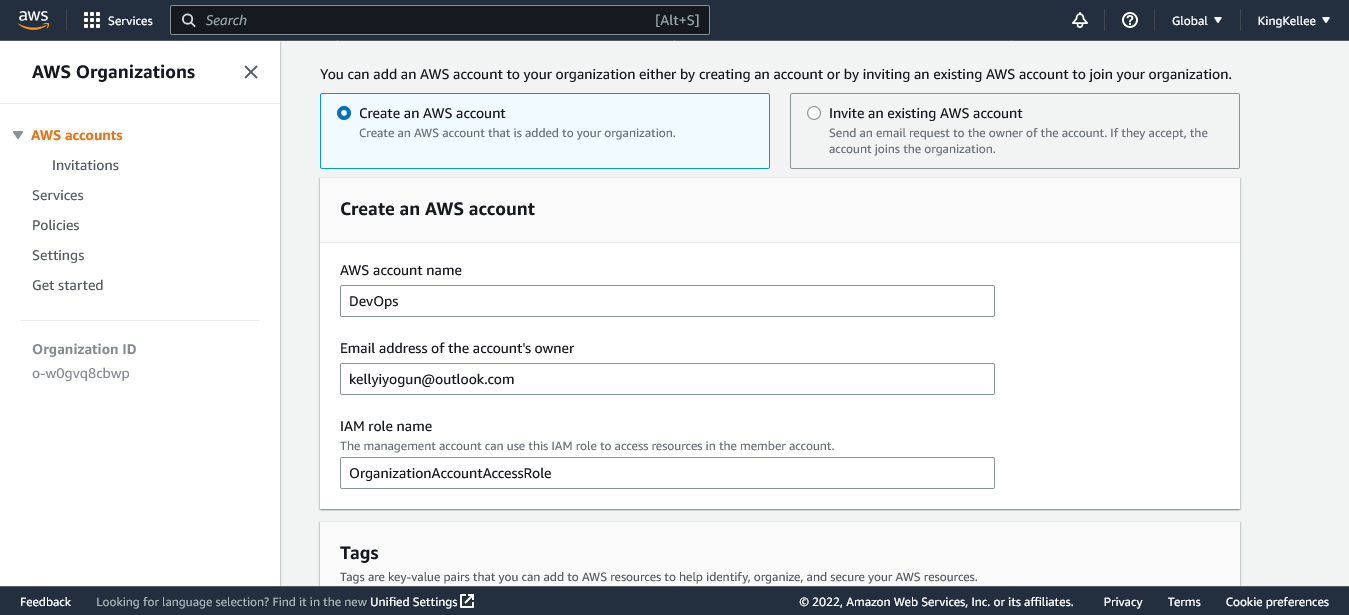 aws
Services
Search
[Alt+S]
Global
KingKellee
AWS Organizations
AWS accounts
Invitations
Services
Policies
Settings
Get started
Organization ID
o-w0gvq8cbwp
You can add an AWS account to your organization either by creating an account or by inviting an existing AWS account to join your organization.
Create an AWS account
Create an AWS account that is added to your organization.
Invite an existing AWS account
Send an email request to the owner of the account. If they accept, the
account joins the organization.
Create an AWS account
AWS account name
DevOps
Email address of the account's owner
kellyiyogun@outlook.com
IAM role name
The management account can use this IAM role to access resources in the member account.
OrganizationAccountAccessRole
Tags
Tags are key-value pairs that you can add to AWS resources to help identify, organize, and secure your AWS resources.
Feedback
Looking for language selection? Find it in the new Unified Settings
© 2022, Amazon Web Services, Inc. or its affiliates.
Privacy
Terms
Cookie preferences